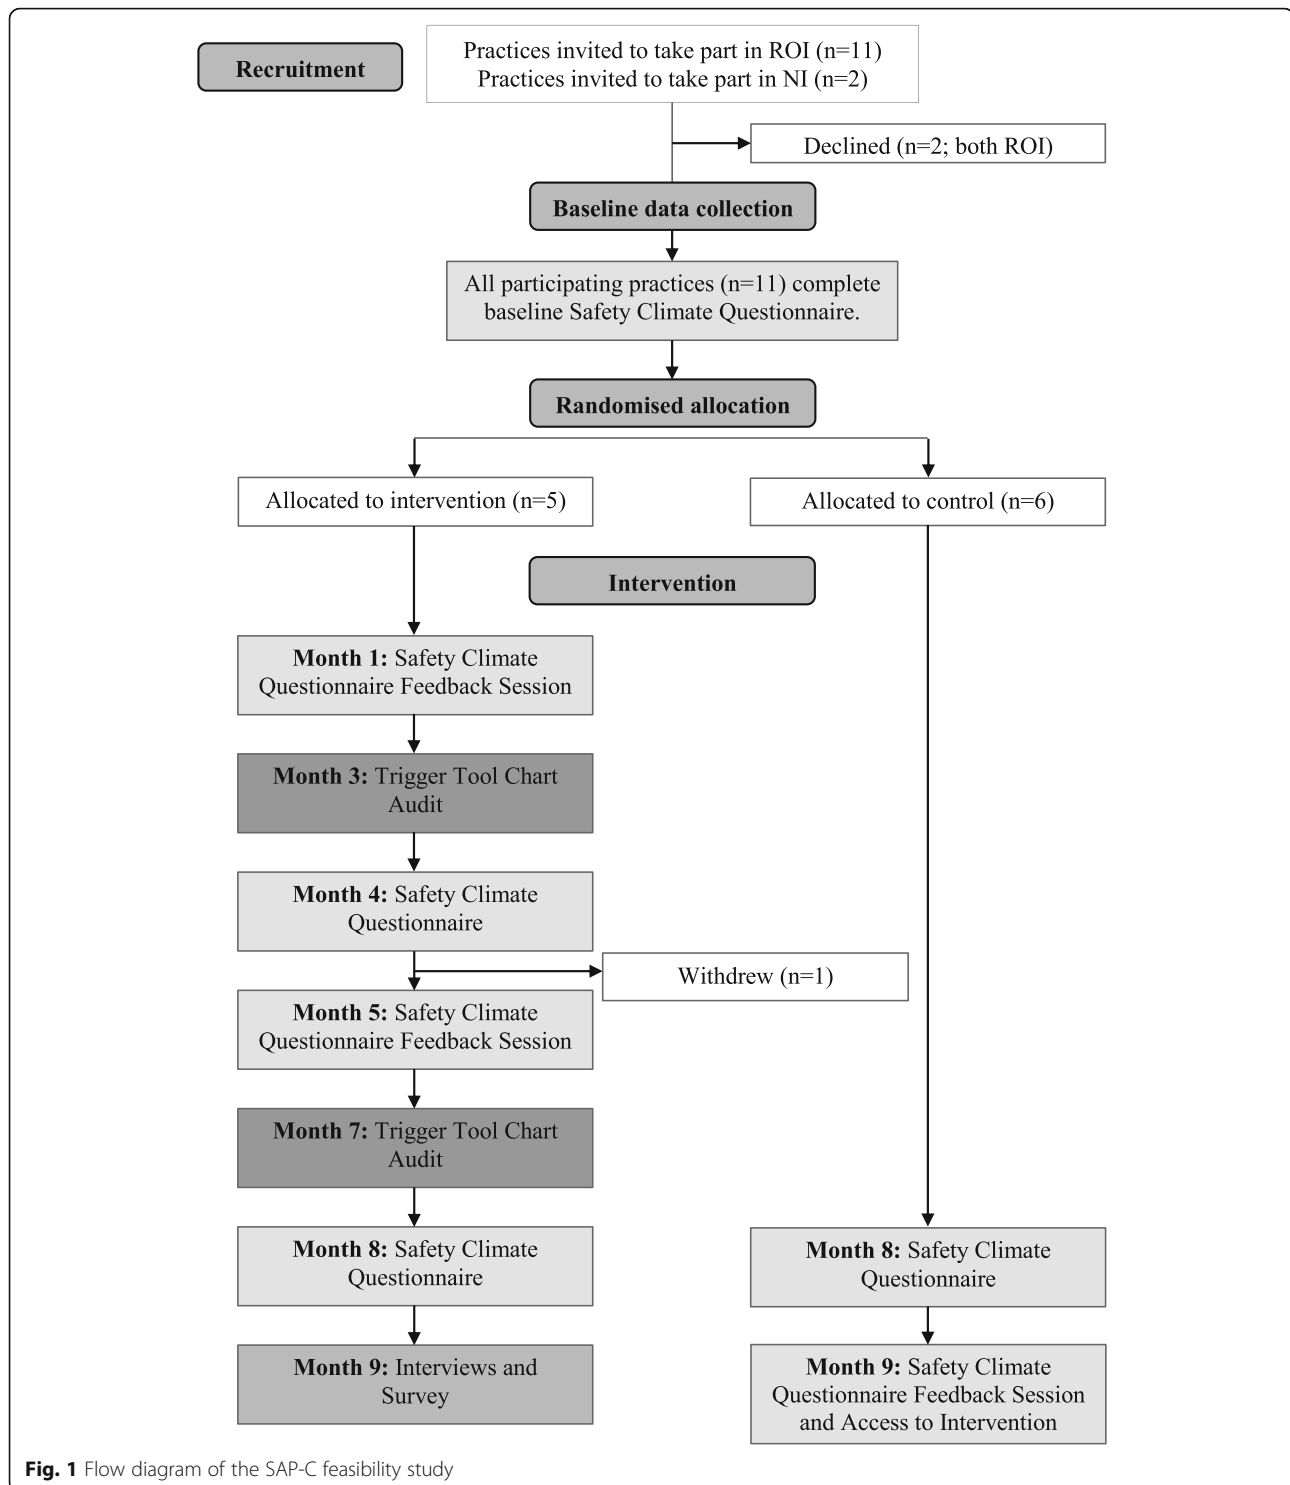 Recruitment
Practices invited to take part in ROI (n=11)
Practices invited to take part in NI (n=2)
Declined (n=2; both ROI)
Baseline data collection
All participating practices (n=11) complete
baseline Safety Climate Questionnaire.
Randomised allocation
Allocated to intervention (n=5)
Allocated to control (n=6)
Intervention
Month 1: Safety Climate
Questionnaire Feedback Session
Month 3: Trigger Tool Chart
Audit
Month 4: Safety Climate
Questionnaire
Withdrew (n=1)
Month 5: Safety Climate
Questionnaire Feedback Session
Month 7: Trigger Tool Chart
Audit
Month 8: Safety Climate
Questionnaire
Month 8: Safety Climate
Questionnaire
Month 9: Interviews and
Survey
Month 9: Safety Climate
Questionnaire Feedback Session
and Access to Intervention
Fig. 1 Flow diagram of the SAP-C feasibility study